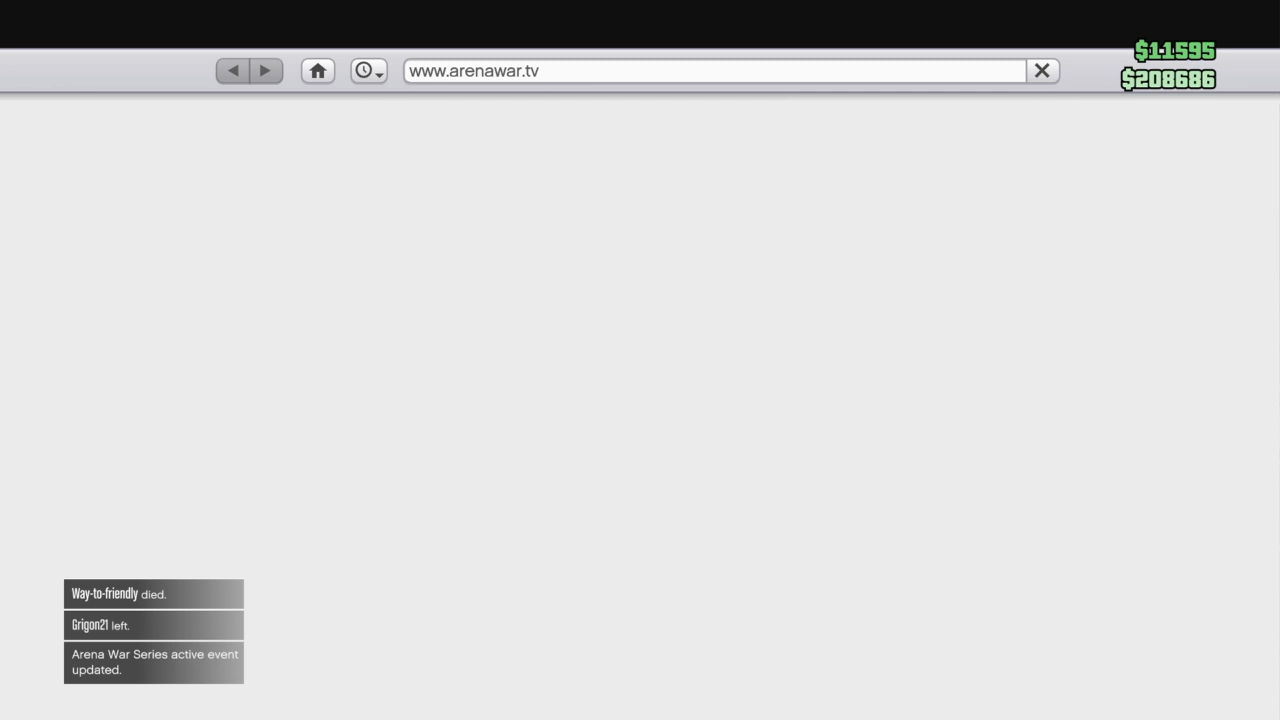 www.arenawar.tv
$11595
$208686
Way-to-friendly died.
Grigon21 left.
Arena War Series active event
updated.